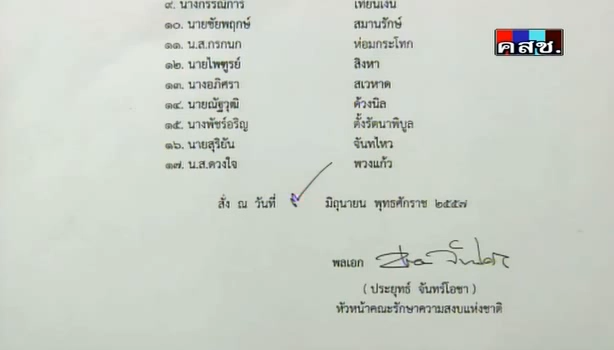 ๙. นางกรรณิการ์ เทียนเงิน
๑๐. นายชัยพฤกษ์ สมานรักษ์
คสช.
๑๑. น.ส.กรกนก ห่อมกระโทก
๑๒. นายไพฑูรย์ สิงหา
๑๓. นางอภิศรา สเวหาด
๑๔. นายณัฐวุฒิ ด้วงนิล
๑๕. นางพัชร์อริญ ตั้งรัตนาพิบูล
๑๖. นายสุริยัน จันทไหว
๑๗. น.ส.ดวงใจ พวงแก้ว
สั่ง ณ วันที่ มิถุนายน พุทธศักราช ๒๕๕๗
พลเอก
( ประยุทธ์ จันทร์โอชา )
หัวหน้าคณะรักษาความสงบแห่งชาติ